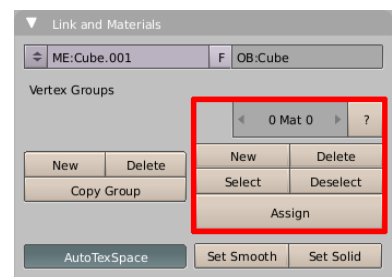 Link and Materials
ME:Cube.001 F OB:Cube
Vertex Groups
0 Mat 0 ?
New Delete New Delete
Copy Group Select Deselect
Assign
AutoTexSpace Set Smooth Set Solid